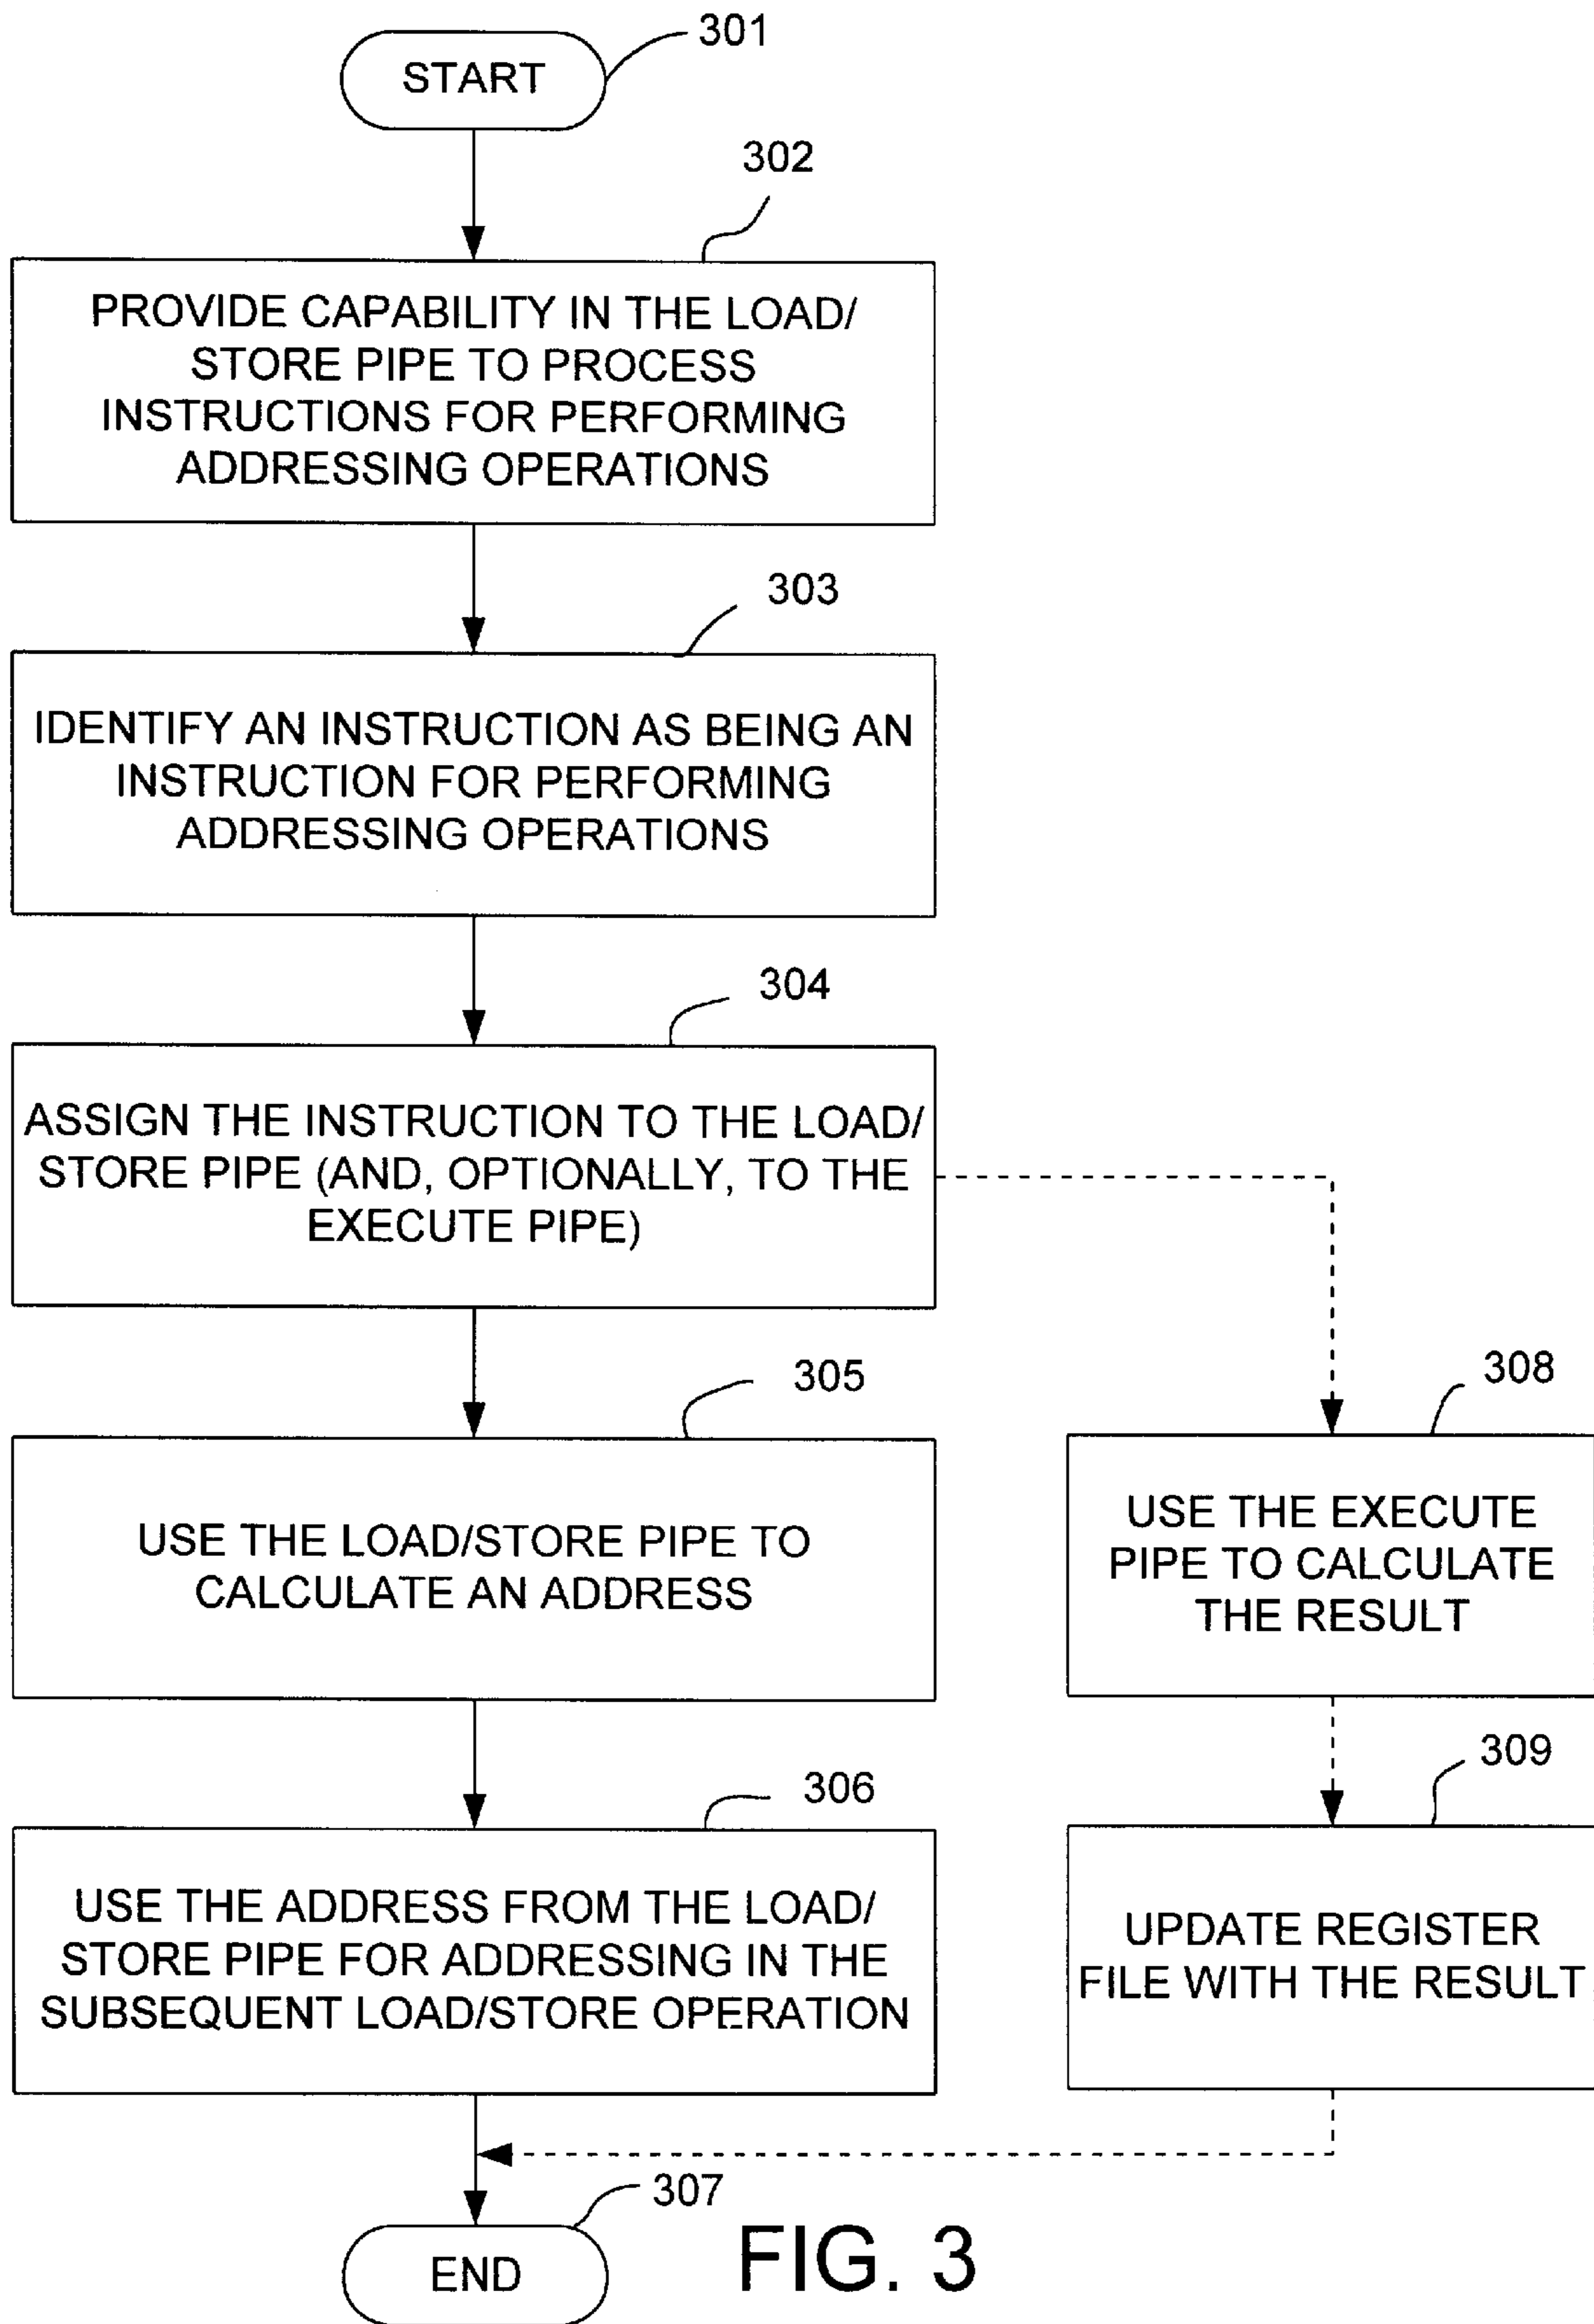 301
START
302
PROVIDE CAPABILITY IN THE LOAD/
STORE PIPE TO PROCESS
INSTRUCTIONS FOR PERFORMING
ADDRESSING OPERATIONS
303
IDENTIFY AN INSTRUCTION AS BEING AN
INSTRUCTION FOR PERFORMING
ADDRESSING OPERATIONS
304
ASSIGN THE INSTRUCTION TO THE LOAD/
STORE PIPE (AND, OPTIONALLY, TO THE
EXECUTE PIPE)
305
USE THE LOAD/STORE PIPE TO
CALCULATE AN ADDRESS
306
USE THE ADDRESS FROM THE LOAD/
STORE PIPE FOR ADDRESSING IN THE
SUBSEQUENT LOAD/STORE OPERATION
308
USE THE EXECUTE
PIPE TO CALCULATE
THE RESULT
309
UPDATE REGISTER
FILE WITH THE RESULT
307
END
FIG. 3